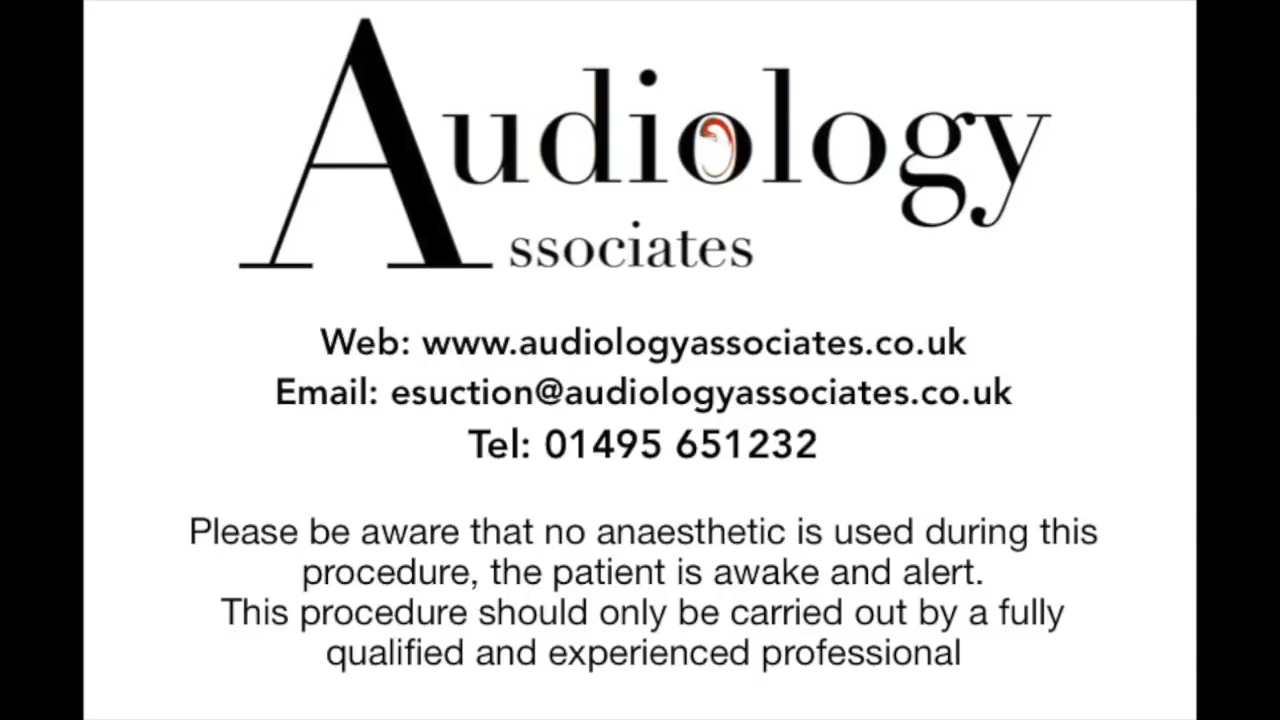 Audiology
ssociates
Web: www.audiologyassociates.co.uk
Email: esuction@audiologyassociates.co.uk
Tel: 01495 651232
Please be aware that no anaesthetic is used during this
procedure, the patient is awake and alert.
This procedure should only be carried out by a fully
qualified and experienced professional